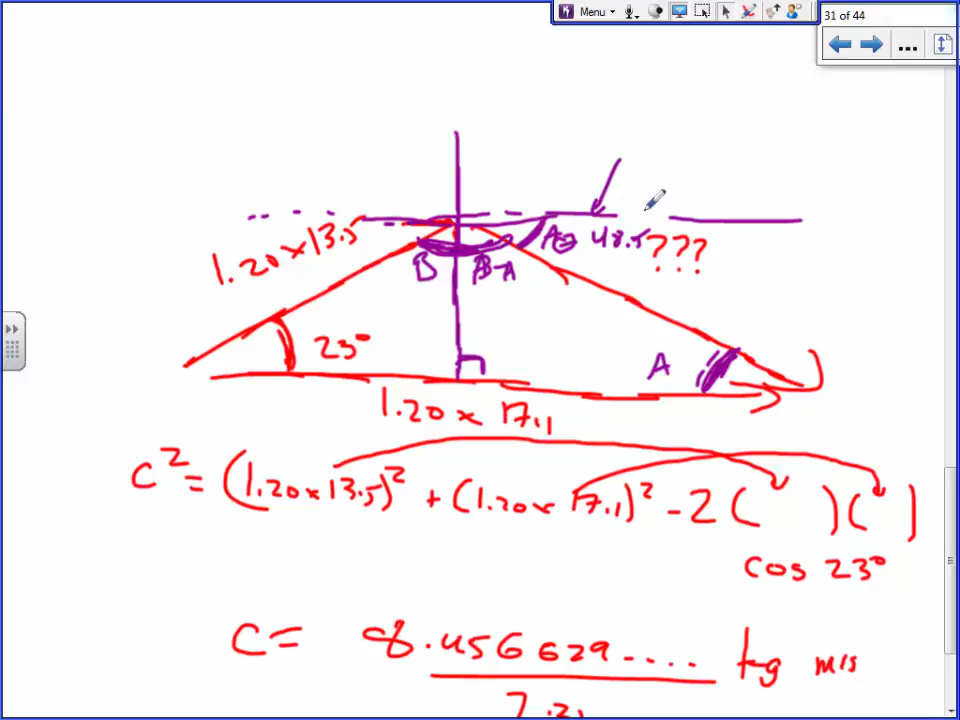 Menu
31 of 44
1.20 x 13.5
B
A
48.5
???
23°
A
1.20 x 17.1
c² = (1.20 x 13.5)² + (1.20 x 17.1)² - 2 ( ) ( )
cos 23°
C = 8.456629.... kg m/s